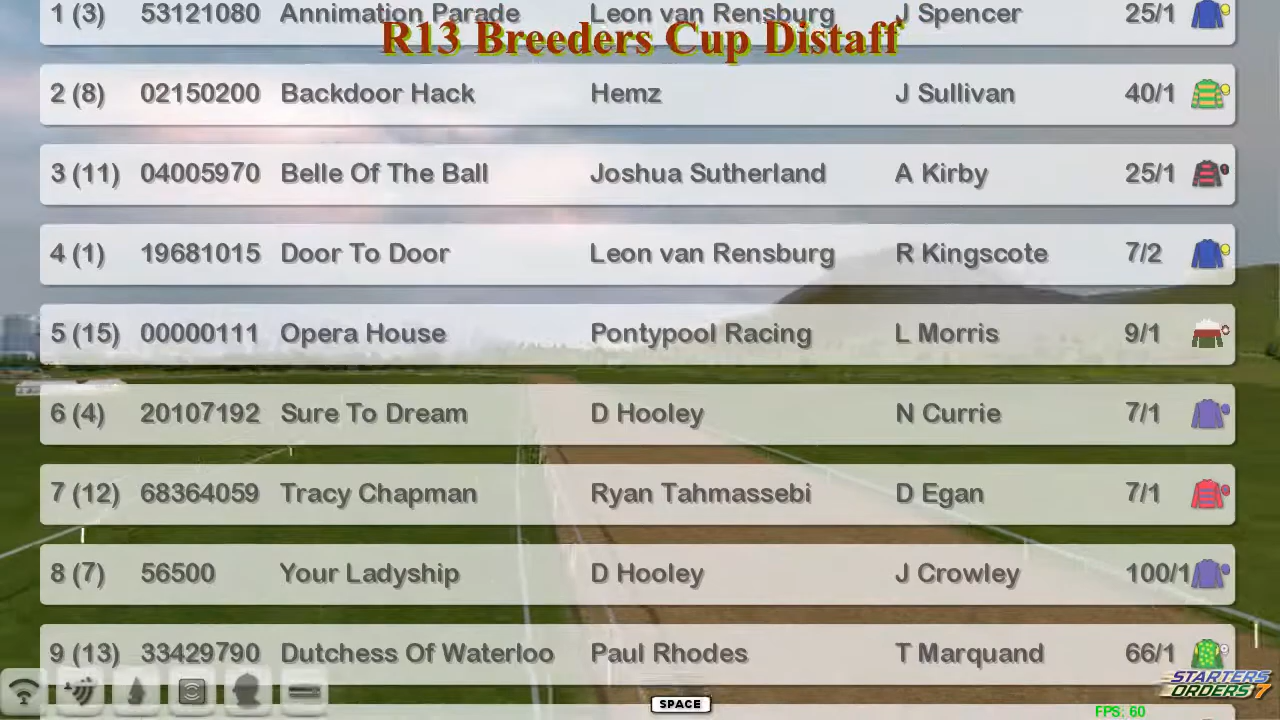 1 (3) 53121080 Annimation Parade Leon van Rensburg J Spencer 25/1
R13 Breeders Cup Distaff
2 (8) 02150200 Backdoor Hack Hemz J Sullivan 40/1
3 (11) 04005970 Belle Of The Ball Joshua Sutherland A Kirby 25/1
4 (1) 19681015 Door To Door Leon van Rensburg R Kingscote 7/2
5 (15) 00000111 Opera House Pontypool Racing L Morris 9/1
6 (4) 20107192 Sure To Dream D Hooley N Currie 7/1
7 (12) 68364059 Tracy Chapman Ryan Tahmassebi D Egan 7/1
8 (7) 56500 Your Ladyship D Hooley J Crowley 100/1
9 (13) 33429790 Dutchess Of Waterloo Paul Rhodes T Marquand 66/1
STARTERS
ORDERS 7
SPACE
FPS: 60